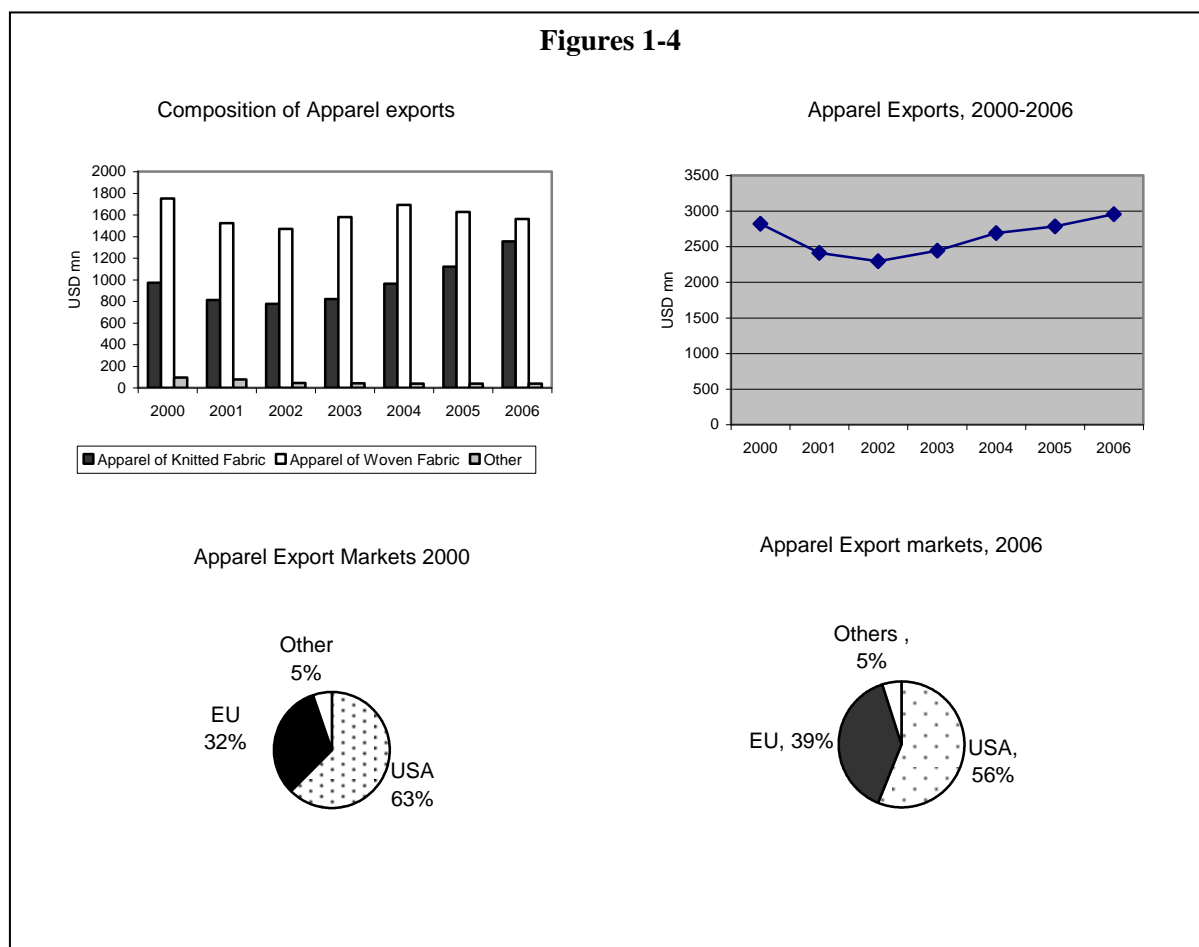 Figures 1-4
Composition of Apparel exports
2000
1800
1600
1400
1200
1000
800
600
400
200
0
USD mn
2000 2001 2002 2003 2004 2005 2006
Apparel of Knitted Fabric Apparel of Woven Fabric Other
Apparel Exports, 2000-2006
3500
3000
2500
2000
1500
1000
500
0
USD mn
2000 2001 2002 2003 2004 2005 2006
Apparel Export Markets 2000
Other
5%
EU
32%
USA
63%
Apparel Export markets, 2006
Others ,
5%
EU, 39%
USA,
56%